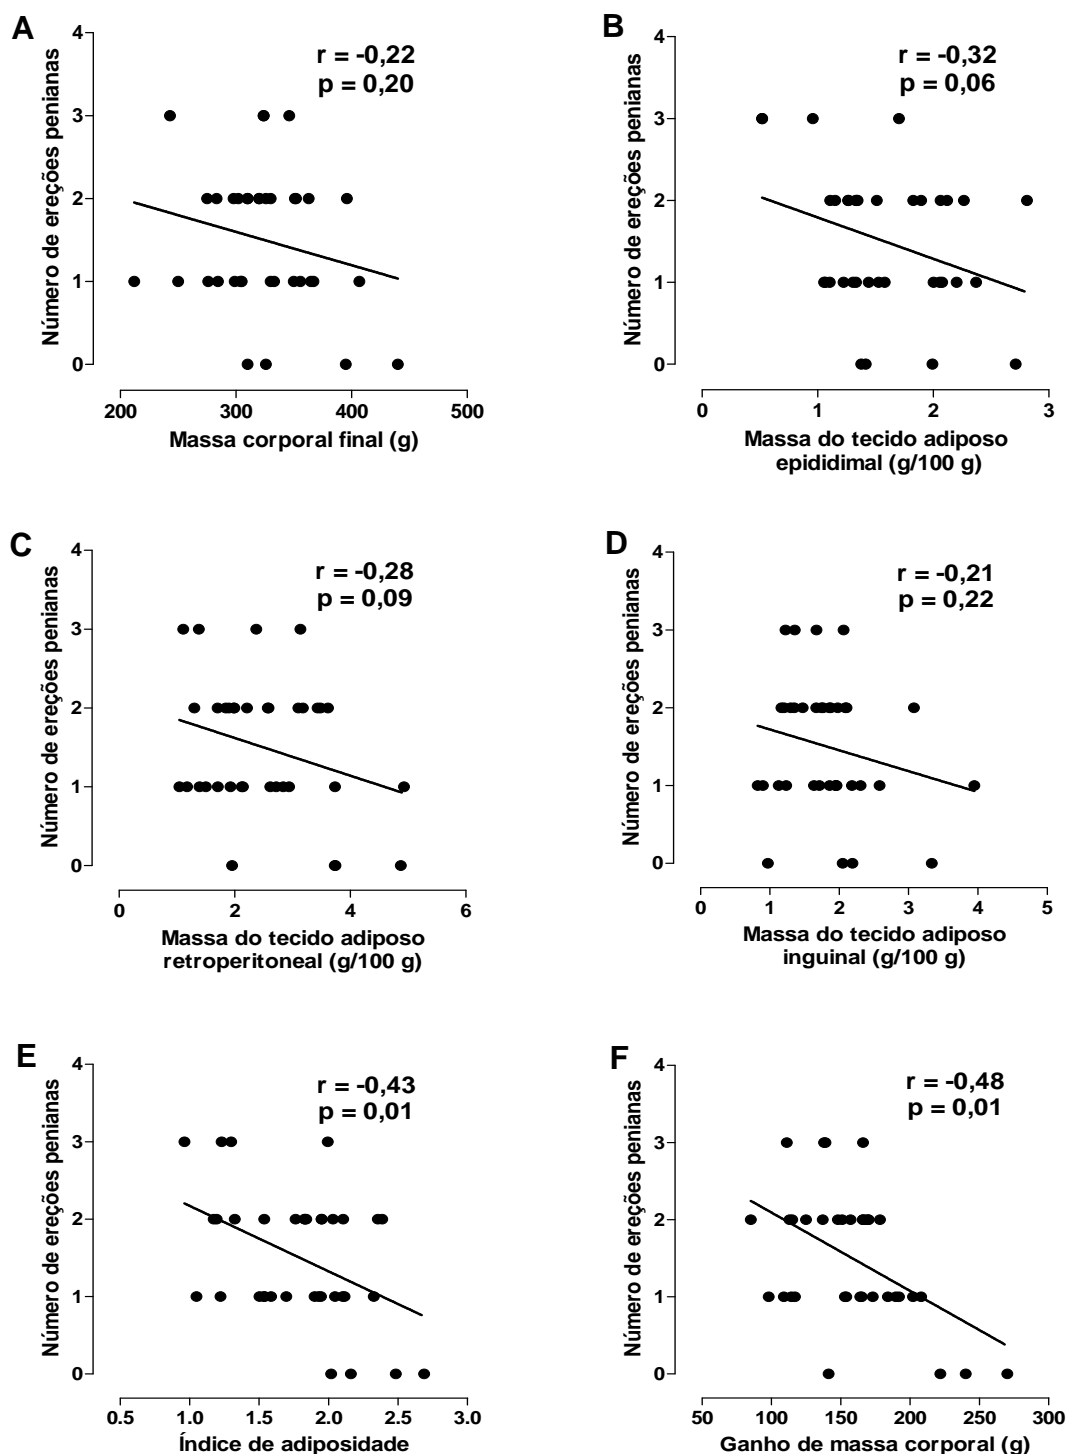 A
r = -0,22
p = 0,20
Número de ereções penianas
4
3
2
1
0
200 300 400 500
Massa corporal final (g)
B
r = -0,32
p = 0,06
Número de ereções penianas
4
3
2
1
0
0 1 2 3
Massa do tecido adiposo
epididimal (g/100 g)
C
r = -0,28
p = 0,09
Número de ereções penianas
4
3
2
1
0
0 2 4 6
Massa do tecido adiposo
retroperitoneal (g/100 g)
D
r = -0,21
p = 0,22
Número de ereções penianas
4
3
2
1
0
0 1 2 3 4 5
Massa do tecido adiposo
inguinal (g/100 g)
E
r = -0,43
p = 0,01
Número de ereções penianas
4
3
2
1
0
0.5 1.0 1.5 2.0 2.5 3.0
Índice de adiposidade
F
r = -0,48
p = 0,01
Número de ereções penianas
4
3
2
1
0
50 100 150 200 250 300
Ganho de massa corporal (g)